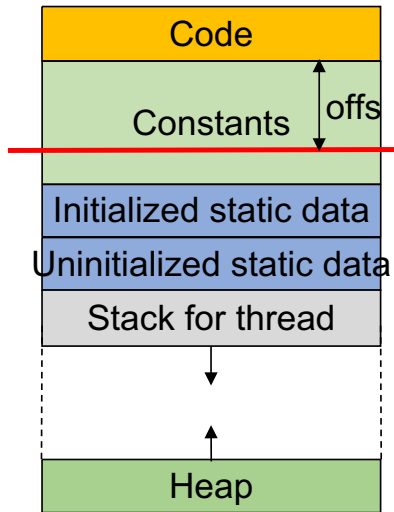 Code
offs
Constants
Initialized static data
Uninitialized static data
Stack for thread
Heap